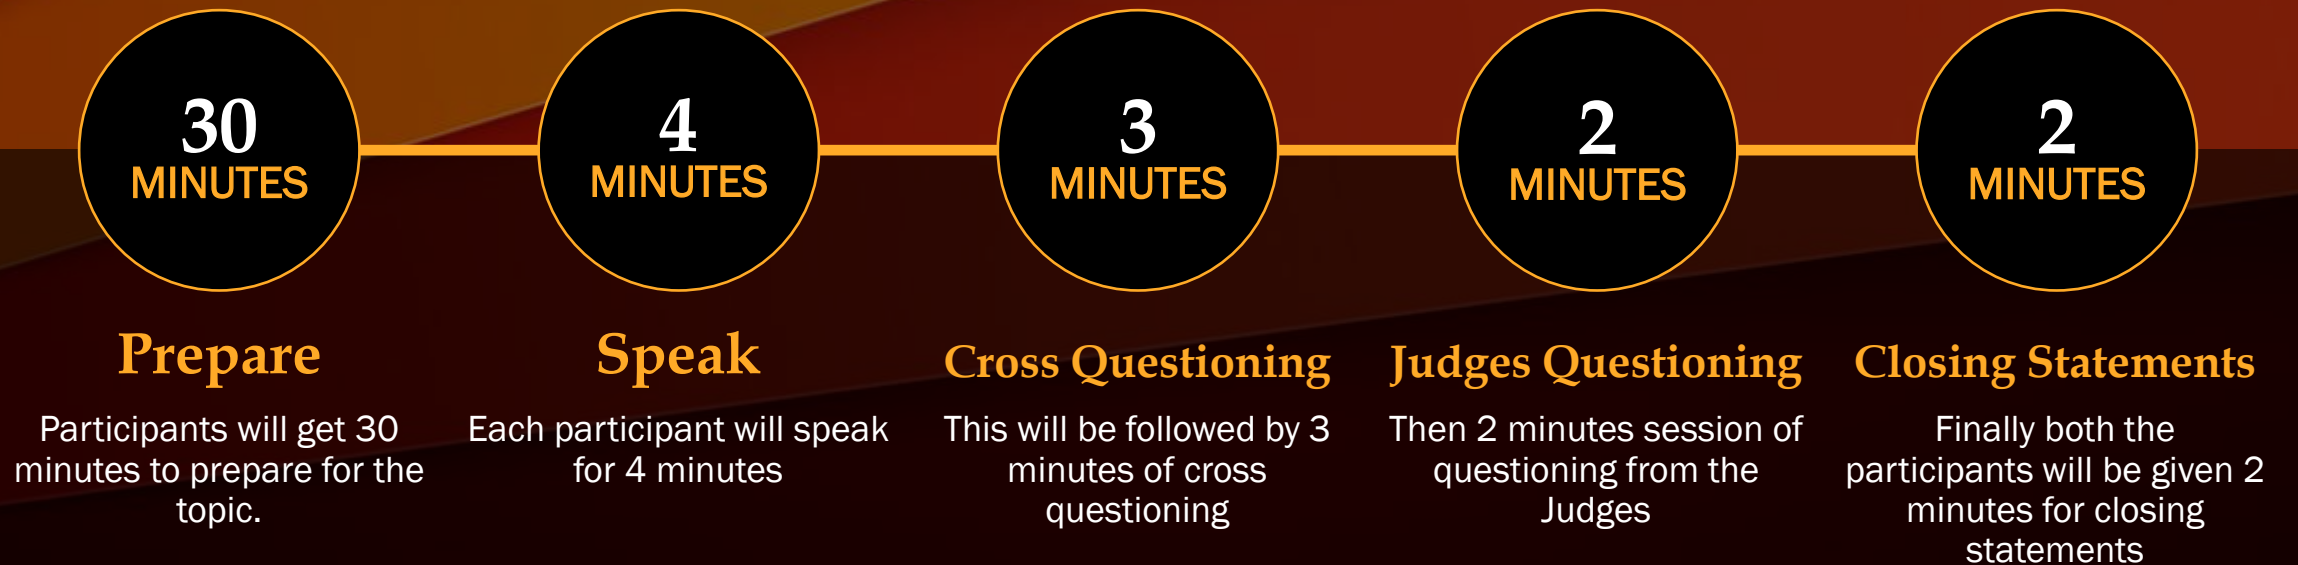 30
MINUTES
4
MINUTES
3
MINUTES
2
MINUTES
2
MINUTES
Prepare
Participants will get 30
minutes to prepare for the
topic.
Speak
Each participant will speak
for 4 minutes
Cross Questioning
This will be followed by 3
minutes of cross
questioning
Judges Questioning
Then 2 minutes session of
questioning from the
Judges
Closing Statements
Finally both the
participants will be given 2
minutes for closing
statements